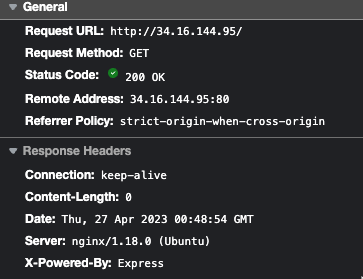 General
Request URL: http://34.16.144.95/
Request Method: GET
Status Code: 200 OK
Remote Address: 34.16.144.95:80
Referrer Policy: strict-origin-when-cross-origin
Response Headers
Connection: keep-alive
Content-Length: 0
Date: Thu, 27 Apr 2023 00:48:54 GMT
Server: nginx/1.18.0 (Ubuntu)
X-Powered-By: Express